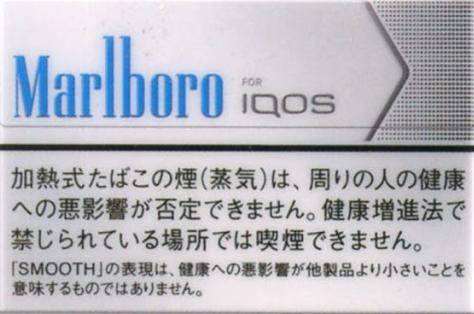 Marlboro FOR IQOS
加熱式たばこの煙(蒸気)は、周りの人の健康
への悪影響が否定できません。健康増進法で
禁じられている場所では喫煙できません。
「SMOOTH」の表現は、健康への悪影響が他製品より小さいことを
意味するものではありません。